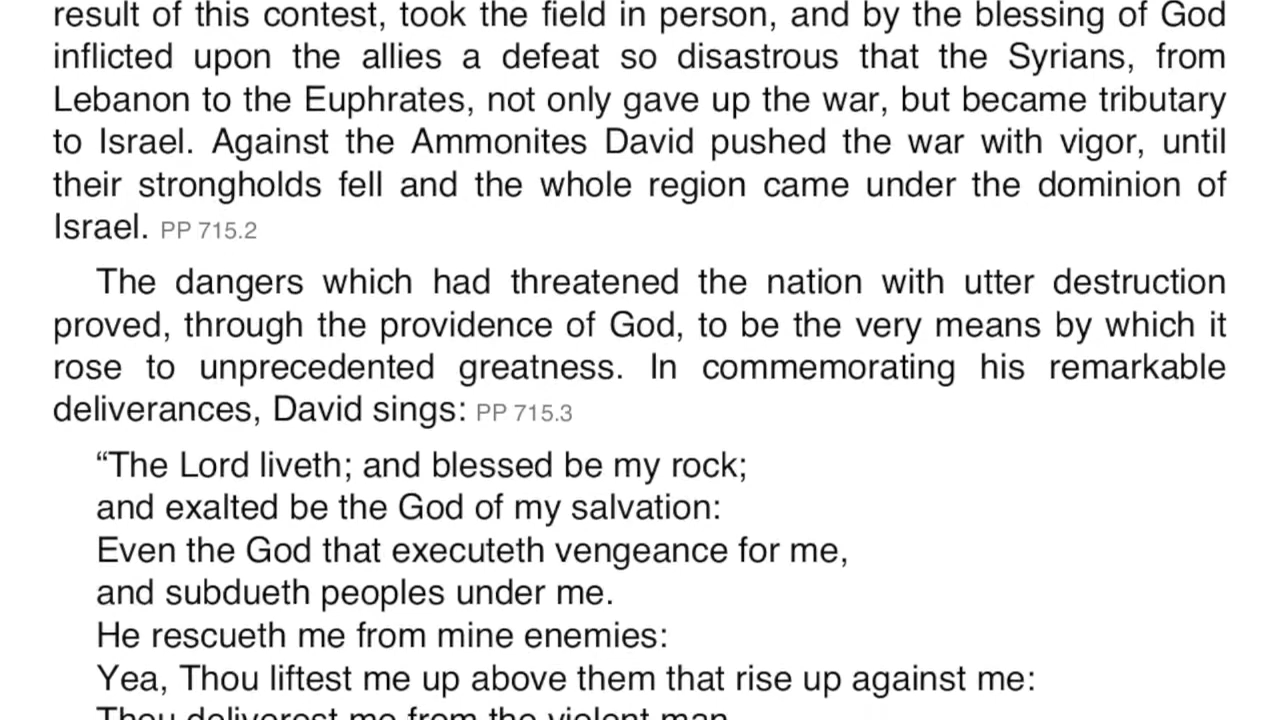 result of this contest, took the field in person, and by the blessing of God
inflicted upon the allies a defeat so disastrous that the Syrians, from
Lebanon to the Euphrates, not only gave up the war, but became tributary
to Israel. Against the Ammonites David pushed the war with vigor, until
their strongholds fell and the whole region came under the dominion of
Israel. PP 715.2
The dangers which had threatened the nation with utter destruction
proved, through the providence of God, to be the very means by which it
rose to unprecedented greatness. In commemorating his remarkable
deliverances, David sings: PP 715.3
“The Lord liveth; and blessed be my rock;
and exalted be the God of my salvation:
Even the God that executeth vengeance for me,
and subdueth peoples under me.
He rescueth me from mine enemies:
Yea, Thou liftest me up above them that rise up against me:
Thou deliverest me from the violent man